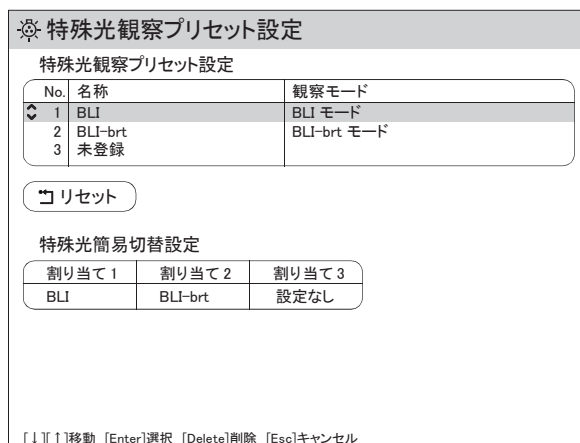 特殊光観察プリセット設定
特殊光観察プリセット設定
No. 名称 観察モード
1 BLI BLI モード
2 BLI-brt BLI-brt モード
3 未登録
リセット
特殊光簡易切替設定
割り当て 1 割り当て 2 割り当て 3
BLI BLI-brt 設定なし
[↓][↑]移動 [Enter]選択 [Delete]削除 [Esc]キャンセル